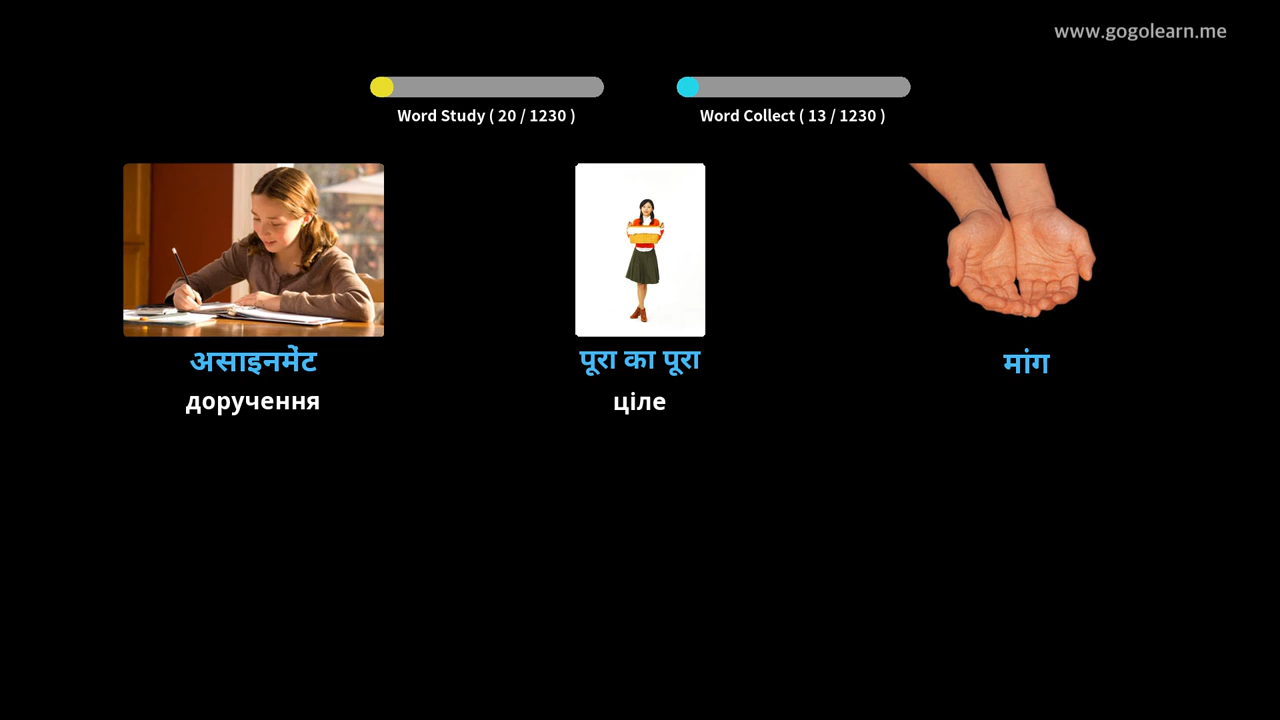 www.gogolearn.me
Word Study ( 20 / 1230 )
Word Collect ( 13 / 1230 )
असाइनमेंट
पूरा का पूरा
मांग
доручення
ціле